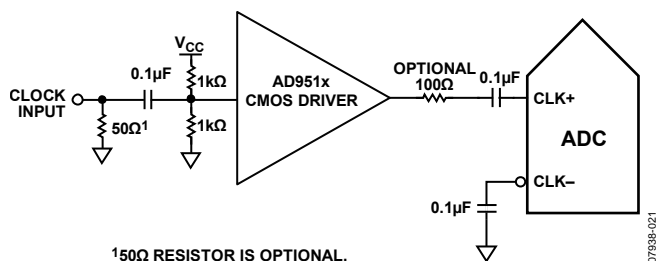 V_CC
0.1µF
1kΩ
CLOCK
INPUT
50Ω¹
1kΩ
AD951x
CMOS DRIVER
OPTIONAL
100Ω
0.1µF
CLK+
ADC
CLK–
0.1µF
¹50Ω RESISTOR IS OPTIONAL.
07938-021